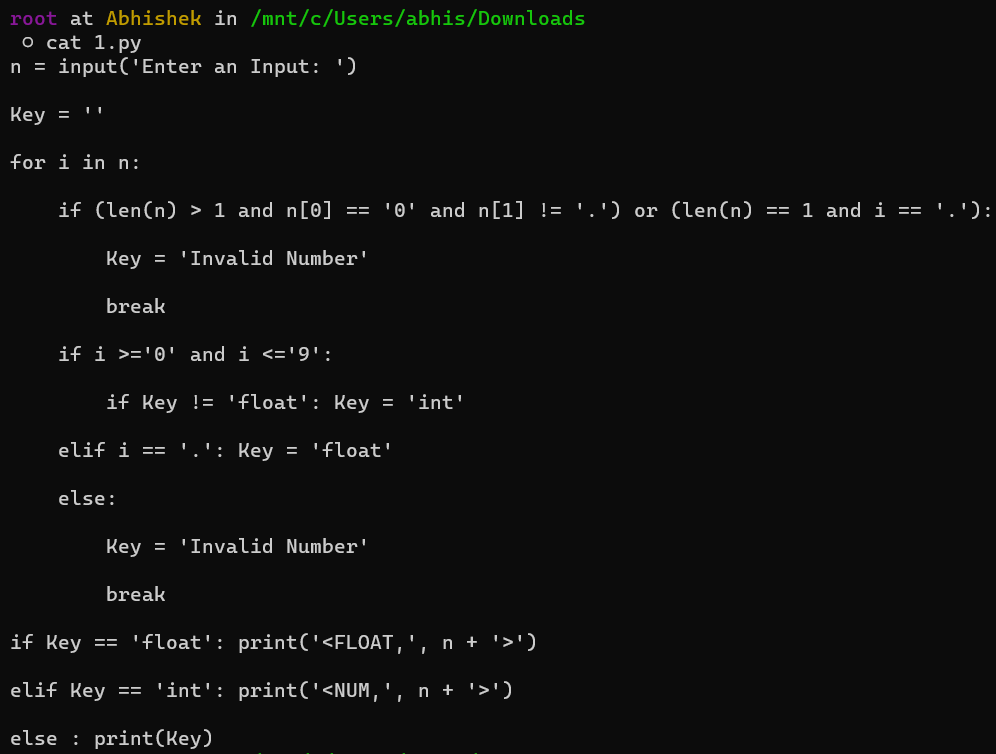 root at Abhishek in /mnt/c/Users/abhis/Downloads
○ cat 1.py
n = input('Enter an Input: ')
Key = ''
for i in n:
    if (len(n) > 1 and n[0] == '0' and n[1] != '.') or (len(n) == 1 and i == '.'):
        Key = 'Invalid Number'
        break
    if i >='0' and i <='9':
        if Key != 'float': Key = 'int'
    elif i == '.': Key = 'float'
    else:
        Key = 'Invalid Number'
        break
if Key == 'float': print('<FLOAT,', n + '>')
elif Key == 'int': print('<NUM,', n + '>')
else : print(Key)